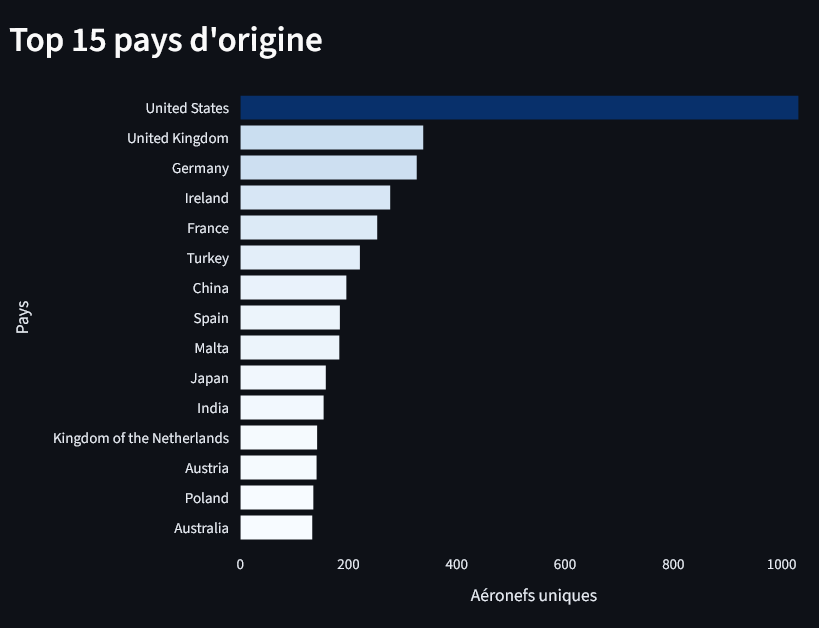 Top 15 pays d'origine
United States
United Kingdom
Germany
Ireland
France
Turkey
China
Spain
Malta
Japan
India
Kingdom of the Netherlands
Austria
Poland
Australia
Pays
0 200 400 600 800 1000
Aéronefs uniques